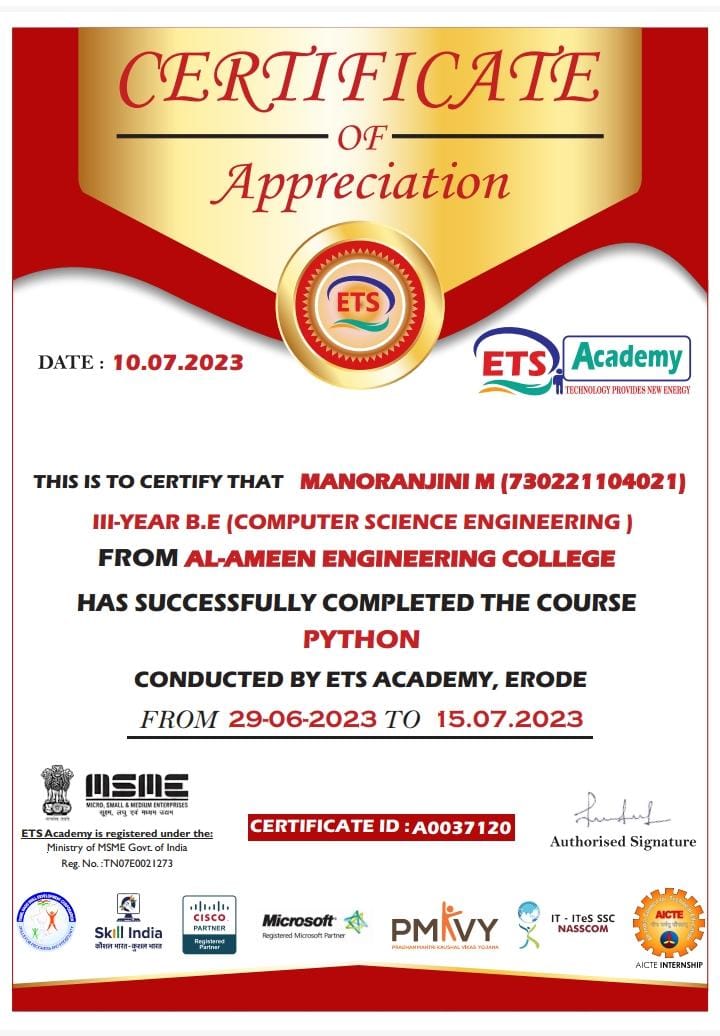 CERTIFICATE
OF
Appreciation
ETS
DATE : 10.07.2023
ETS Academy
TECHNOLOGY PROVIDES NEW ENERGY
THIS IS TO CERTIFY THAT MANORANJINI M (730221104021)
III-YEAR B.E (COMPUTER SCIENCE ENGINEERING )
FROM AL-AMEEN ENGINEERING COLLEGE
HAS SUCCESSFULLY COMPLETED THE COURSE
PYTHON
CONDUCTED BY ETS ACADEMY, ERODE
FROM 29-06-2023 TO 15.07.2023
MSME
MICRO, SMALL & MEDIUM ENTERPRISES
सूक्ष्म, लघु एवं मध्यम उद्यम
ETS Academy is registered under the:
Ministry of MSME Govt. of India
Reg. No. :TN07E0021273
CERTIFICATE ID : A0037120
Authorised Signature
Skill India
कौशल भारत - कुशल भारत
CISCO
PARTNER
Registered
Partner
Microsoft
Registered Microsoft Partner
PMKVY
PRADHAN MANTRI KAUSHAL VIKAS YOJANA
IT - ITeS SSC
NASSCOM
AICTE
AICTE INTERNSHIP